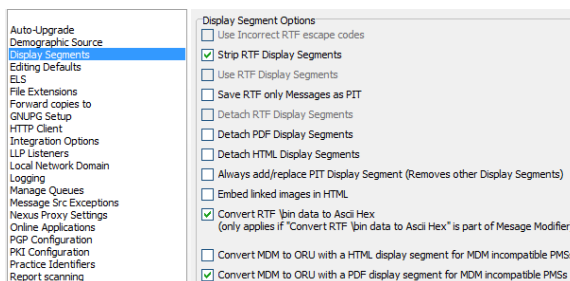 Auto-Upgrade
Demographic Source
Display Segments
Editing Defaults
ELS
File Extensions
Forward copies to
GNUPG Setup
HTTP Client
Integration Options
LLP Listeners
Local Network Domain
Logging
Manage Queues
Message Src Exceptions
Nexus Proxy Settings
Online Applications
PGP Configuration
PKI Configuration
Practice Identifiers
Report scanning
Display Segment Options
Use Incorrect RTF escape codes
Strip RTF Display Segments
Use RTF Display Segments
Save RTF only Messages as PIT
Detach RTF Display Segments
Detach PDF Display Segments
Detach HTML Display Segments
Always add/replace PIT Display Segment (Removes other Display Segments)
Embed linked images in HTML
Convert RTF \bin data to Ascii Hex
(only applies if "Convert RTF \bin data to Ascii Hex" is part of Mesage Modifier
Convert MDM to ORU with a HTML display segment for MDM incompatible PMSs
Convert MDM to ORU with a PDF display segment for MDM incompatible PMSs